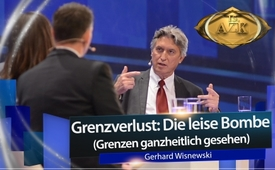 AZK
Grenzverlust: Die leise Bombe
(Grenzen ganzheitlich gesehen)
Gerhard Wisnewski